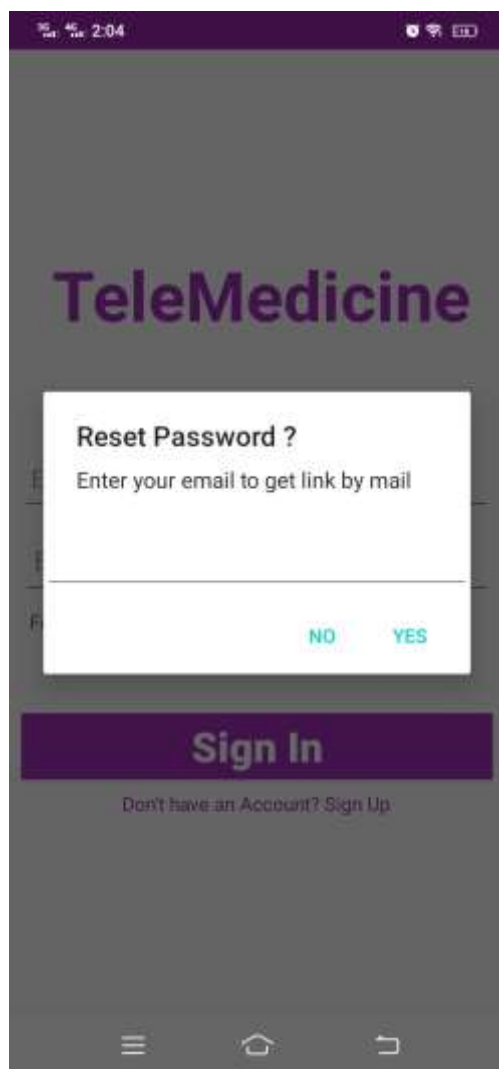 2:04
TeleMedicine
Reset Password ?
Enter your email to get link by mail
NO YES
Sign In
Don't have an Account? Sign Up